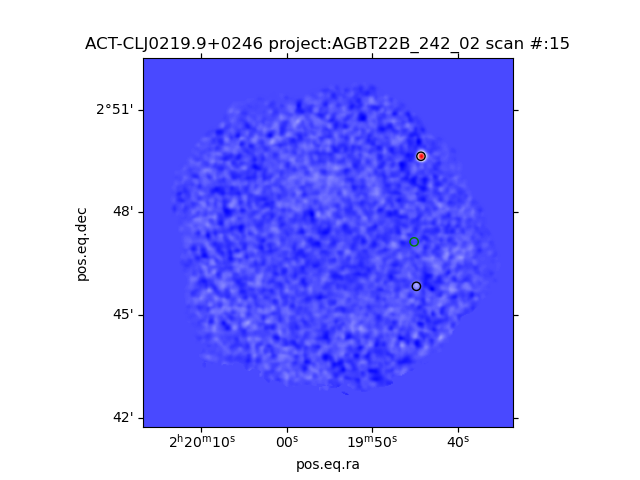 ACT-CLJ0219.9+0246 project:AGBT22B_242_02 scan #:15
2°51'
48'
45'
42'
pos.eq.dec
2ʰ20ᵐ10ˢ 00ˢ 19ᵐ50ˢ 40ˢ
pos.eq.ra